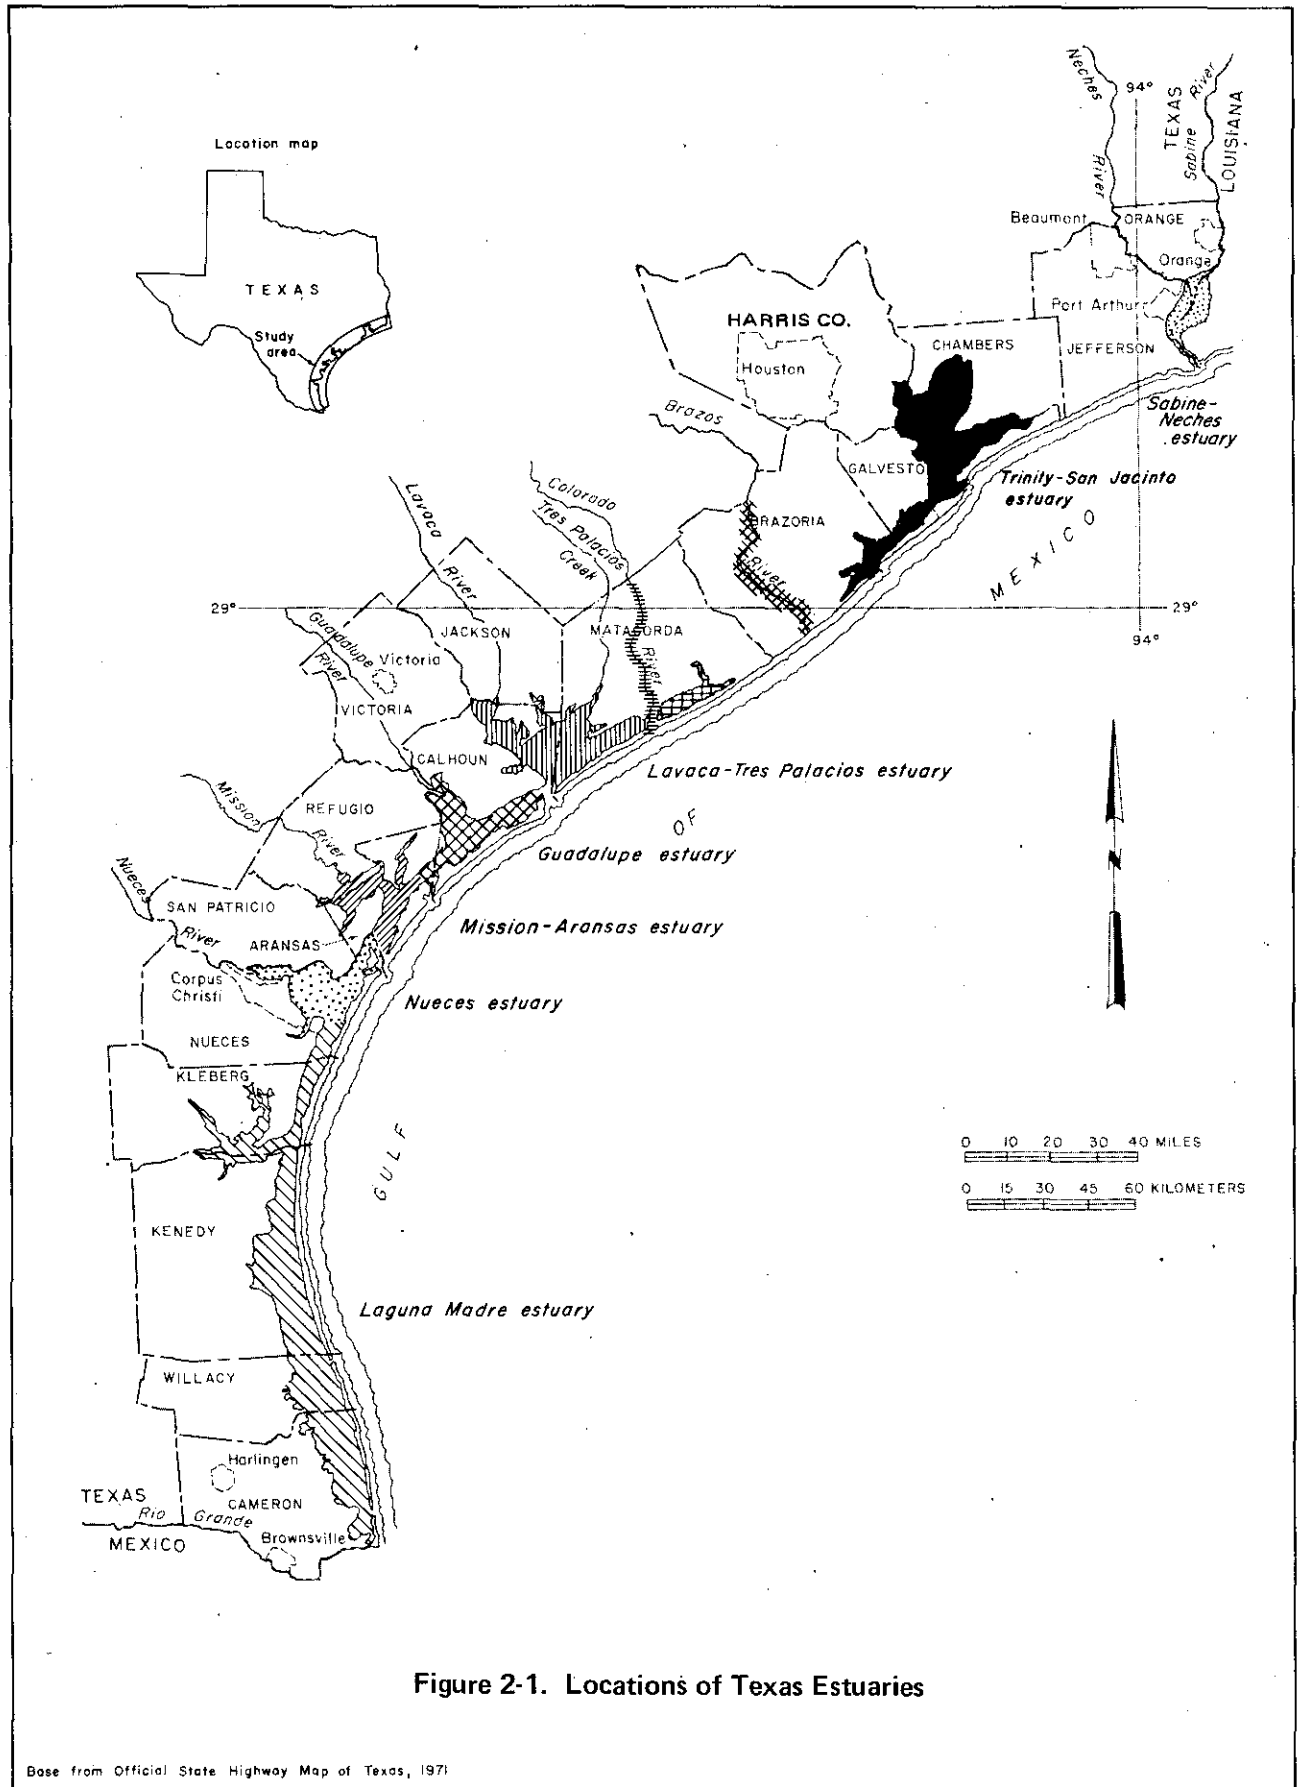 Neches
River
94°
TEXAS
Sabine River
LOUISIANA
Location map
TEXAS
Study
area
Beaumont
ORANGE
Orange
Port Arthur
HARRIS CO.
Houston
CHAMBERS
JEFFERSON
Sabine-
Neches
estuary
Brazos
River
GALVESTO
Trinity-San Jacinto
estuary
Lavaca
River
Colorado
River
Tres Palacios
Creek
BRAZORIA
MEXICO
29°
29°
94°
Guadalupe
River
JACKSON
MATAGORDA
Victoria
VICTORIA
CALHOUN
Lavaca-Tres Palacios estuary
Mission
River
REFUGIO
OF
Guadalupe estuary
N
Nueces
River
SAN PATRICIO
ARANSAS
Mission-Aransas estuary
Corpus
Christi
Nueces estuary
NUECES
KLEBERG
GULF
0 10 20 30 40 MILES
0 15 30 45 60 KILOMETERS
KENEDY
Laguna Madre estuary
WILLACY
Harlingen
CAMERON
TEXAS
Rio Grande
MEXICO
Brownsville
Figure 2-1. Locations of Texas Estuaries
Base from Official State Highway Map of Texas, 1971